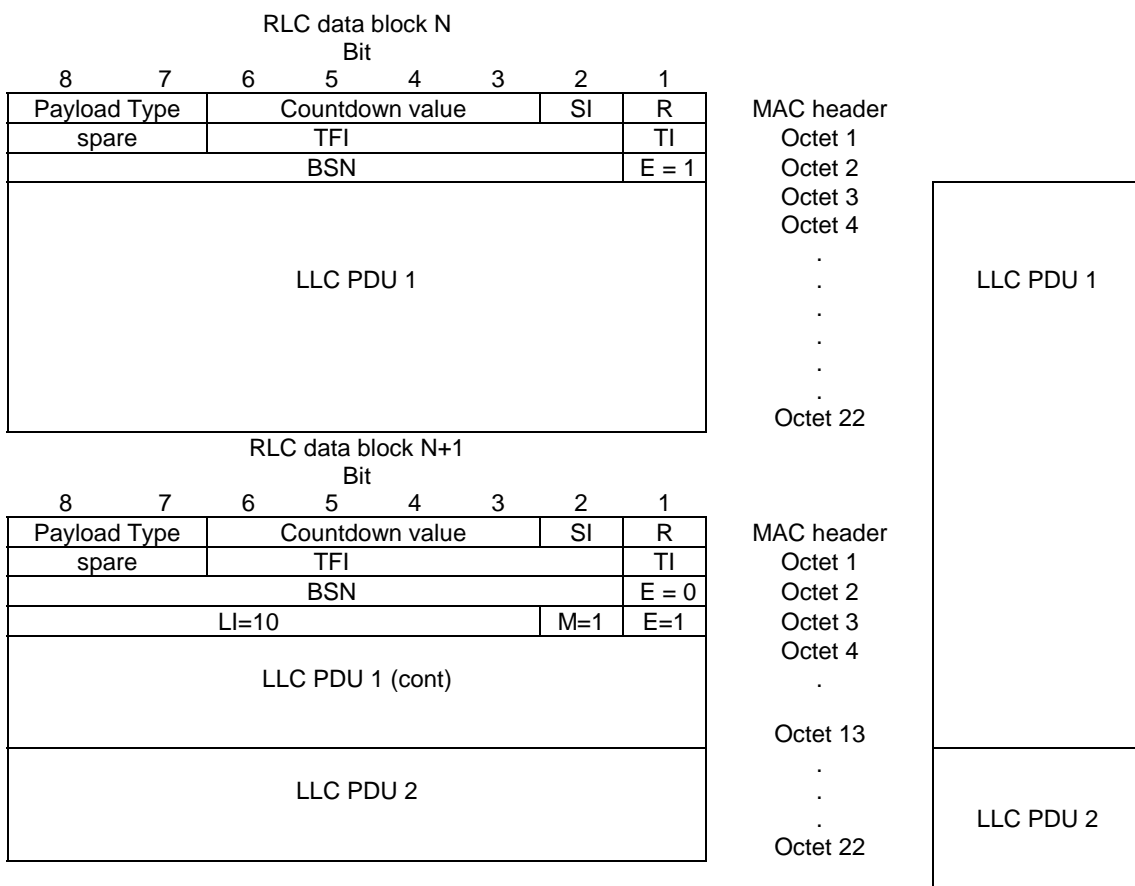 RLC data block N
Bit
8 7 6 5 4 3 2 1
Payload Type Countdown value SI R MAC header
spare TFI TI Octet 1
BSN E = 1 Octet 2
Octet 3
Octet 4
.
LLC PDU 1 . LLC PDU 1
.
.
.
.
Octet 22
RLC data block N+1
Bit
8 7 6 5 4 3 2 1
Payload Type Countdown value SI R MAC header
spare TFI TI Octet 1
BSN E = 0 Octet 2
LI=10 M=1 E=1 Octet 3
Octet 4
LLC PDU 1 (cont) .
Octet 13
.
LLC PDU 2 .
. LLC PDU 2
Octet 22